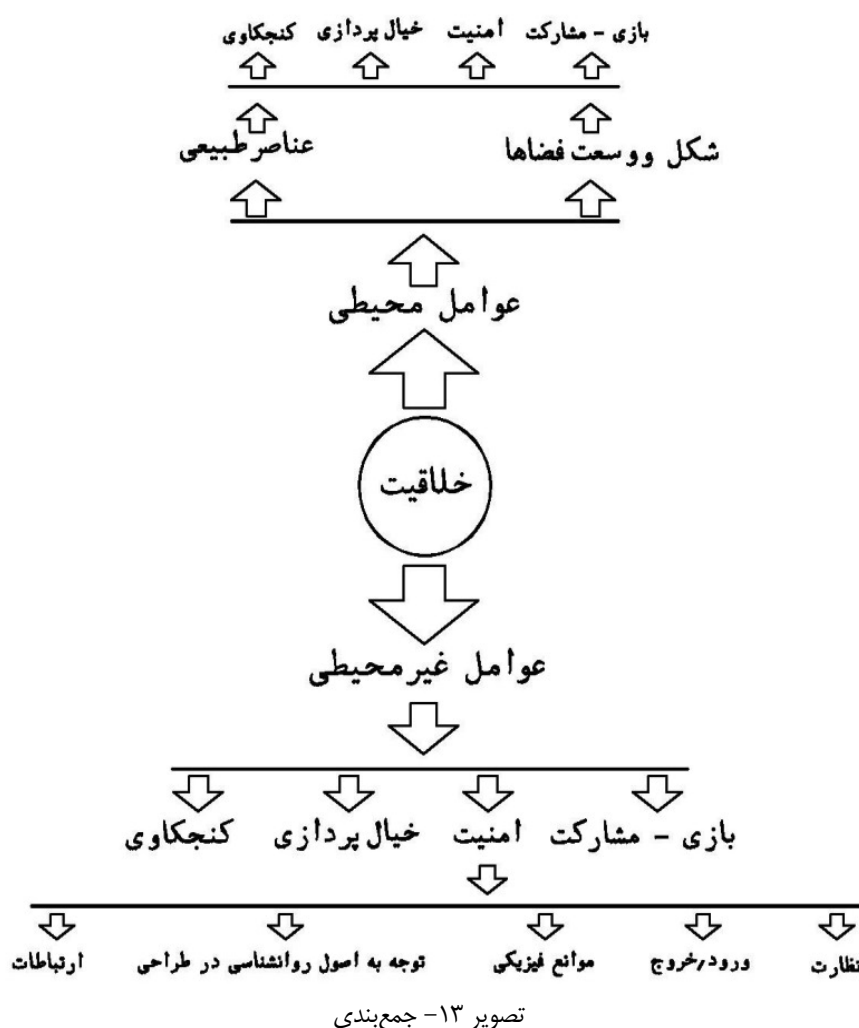 بازی - مشارکت امنیت خیال پردازی کنجکاوی
شکل ووسعت فضاها عناصر طبیعی
عوامل محیطی
خلاقیت
عوامل غیرمحیطی
بازی - مشارکت امنیت خیال پردازی کنجکاوی
نظارت ورود/خروج موانع فیزیکی توجه به اصول روانشناسی در طراحی ارتباطات
تصویر ۱۳- جمع‌بندی